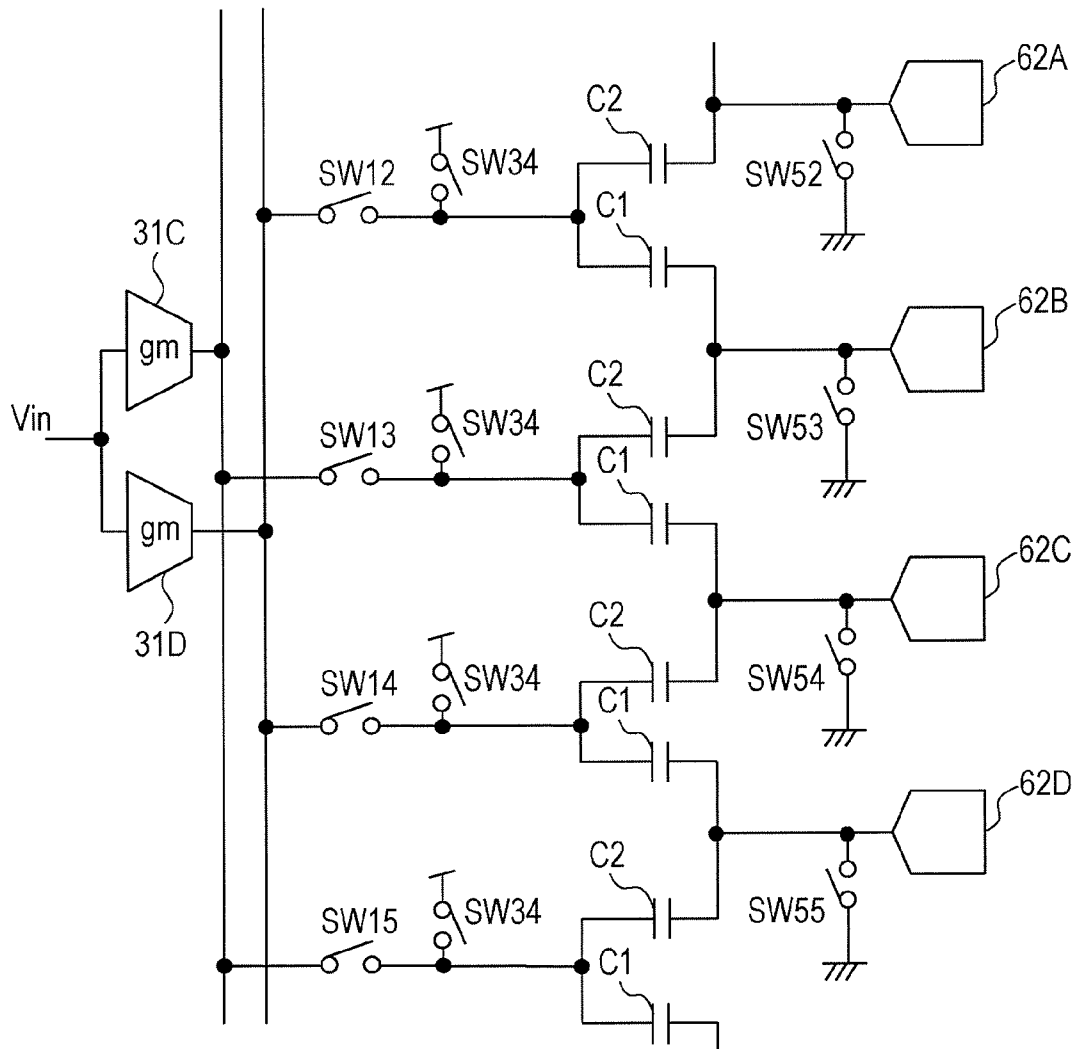 62A
C2
SW12
SW34
SW52
C1
31C
gm
62B
C2
Vin
SW13
SW34
SW53
C1
gm
62C
31D
C2
SW14
SW34
SW54
C1
62D
C2
SW15
SW34
SW55
C1